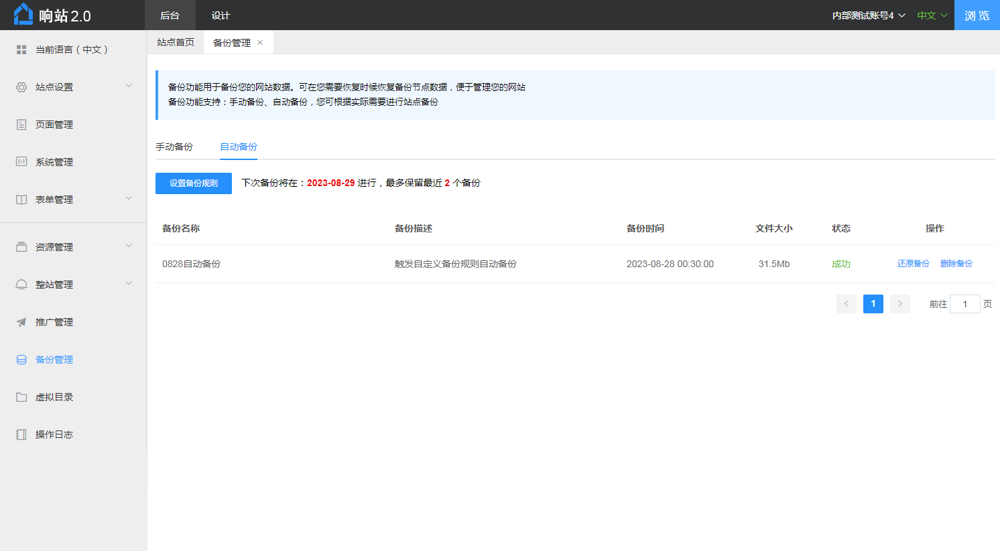 响站 2.0
后台
设计
内部测试账号4
中文
浏 览
当前语言（中文）
站点设置
页面管理
系统管理
表单管理
资源管理
整站管理
推广管理
备份管理
虚拟目录
操作日志
站点首页
备份管理
备份功能用于备份您的网站数据。可在您需要恢复时候恢复备份节点数据，便于管理您的网站
备份功能支持：手动备份、自动备份，您可根据实际需要进行站点备份
手动备份
自动备份
设置备份规则
下次备份将在：2023-08-29 进行，最多保留最近 2 个备份
备份名称 备份描述 备份时间 文件大小 状态 操作
0828自动备份 触发自定义备份规则自动备份 2023-08-28 00:30:00 31.5Mb 成功 还原备份 删除备份
1 前往 1 页